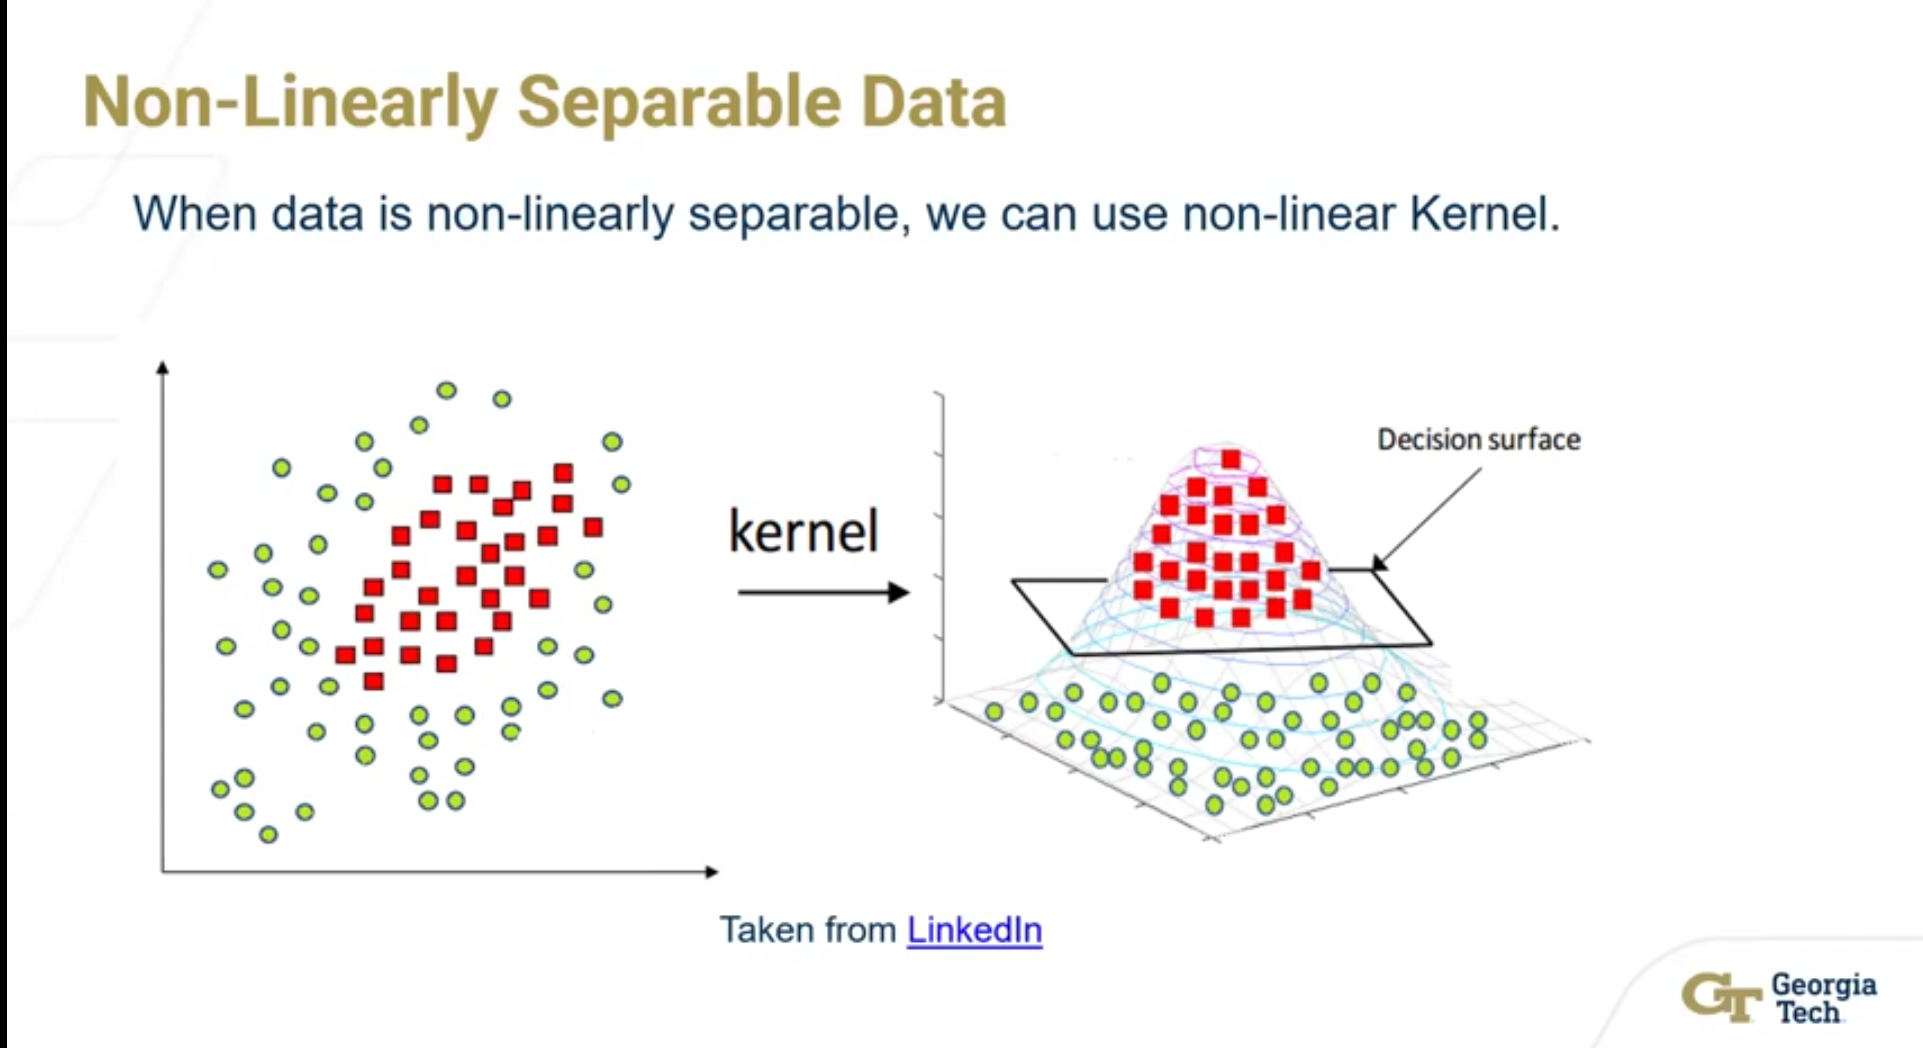 Non-Linearly Separable Data
When data is non-linearly separable, we can use non-linear Kernel.
kernel
Decision surface
Taken from LinkedIn
GT
Georgia
Tech